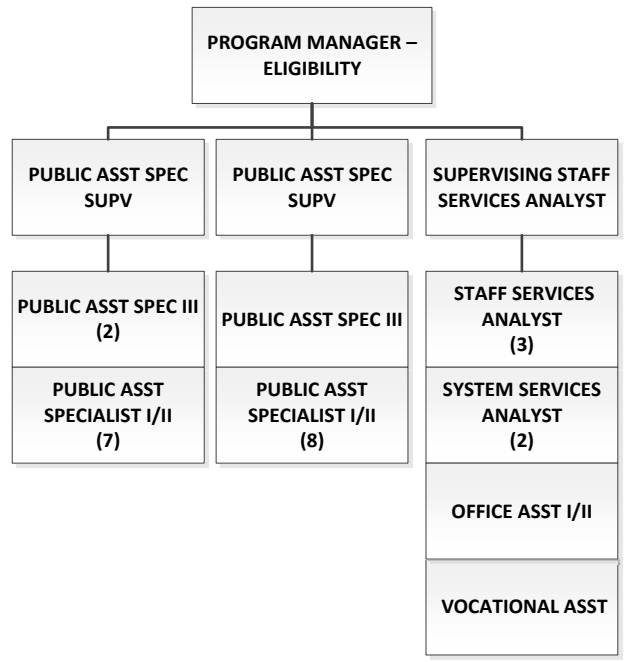 PROGRAM MANAGER –
ELIGIBILITY
PUBLIC ASST SPEC
SUPV
PUBLIC ASST SPEC
SUPV
SUPERVISING STAFF
SERVICES ANALYST
PUBLIC ASST SPEC III
(2)
PUBLIC ASST
SPECIALIST I/II
(7)
PUBLIC ASST SPEC III
PUBLIC ASST
SPECIALIST I/II
(8)
STAFF SERVICES
ANALYST
(3)
SYSTEM SERVICES
ANALYST
(2)
OFFICE ASST I/II
VOCATIONAL ASST